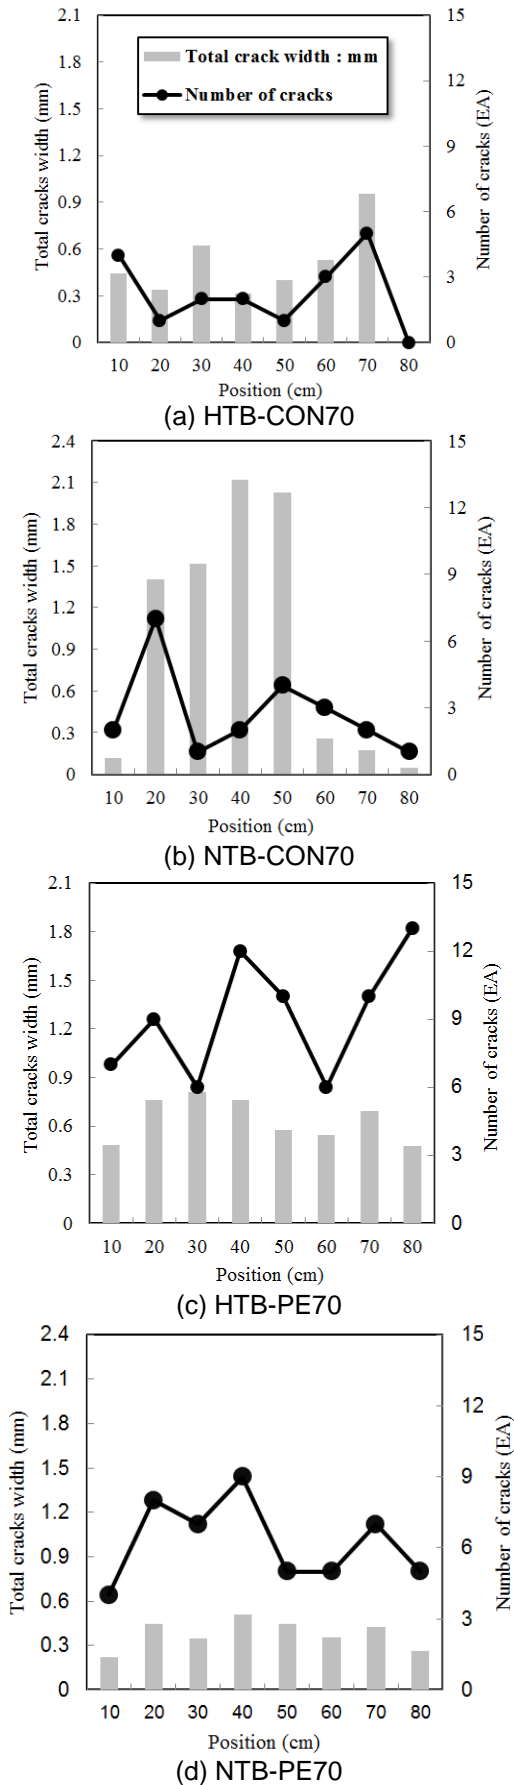 2.1
1.8
1.5
1.2
0.9
0.6
0.3
0
Total cracks width (mm)
Total crack width : mm
Number of cracks
15
12
9
6
3
0
Number of cracks (EA)
10 20 30 40 50 60 70 80
Position (cm)
(a) HTB-CON70
2.4
2.1
1.8
1.5
1.2
0.9
0.6
0.3
0
Total cracks width (mm)
15
12
9
6
3
0
Number of cracks (EA)
10 20 30 40 50 60 70 80
Position (cm)
(b) NTB-CON70
2.1
1.8
1.5
1.2
0.9
0.6
0.3
0
Total cracks width (mm)
15
12
9
6
3
0
Number of cracks (EA)
10 20 30 40 50 60 70 80
Position (cm)
(c) HTB-PE70
2.4
2.1
1.8
1.5
1.2
0.9
0.6
0.3
0
Total cracks width (mm)
15
12
9
6
3
0
Number of cracks (EA)
10 20 30 40 50 60 70 80
Position (cm)
(d) NTB-PE70